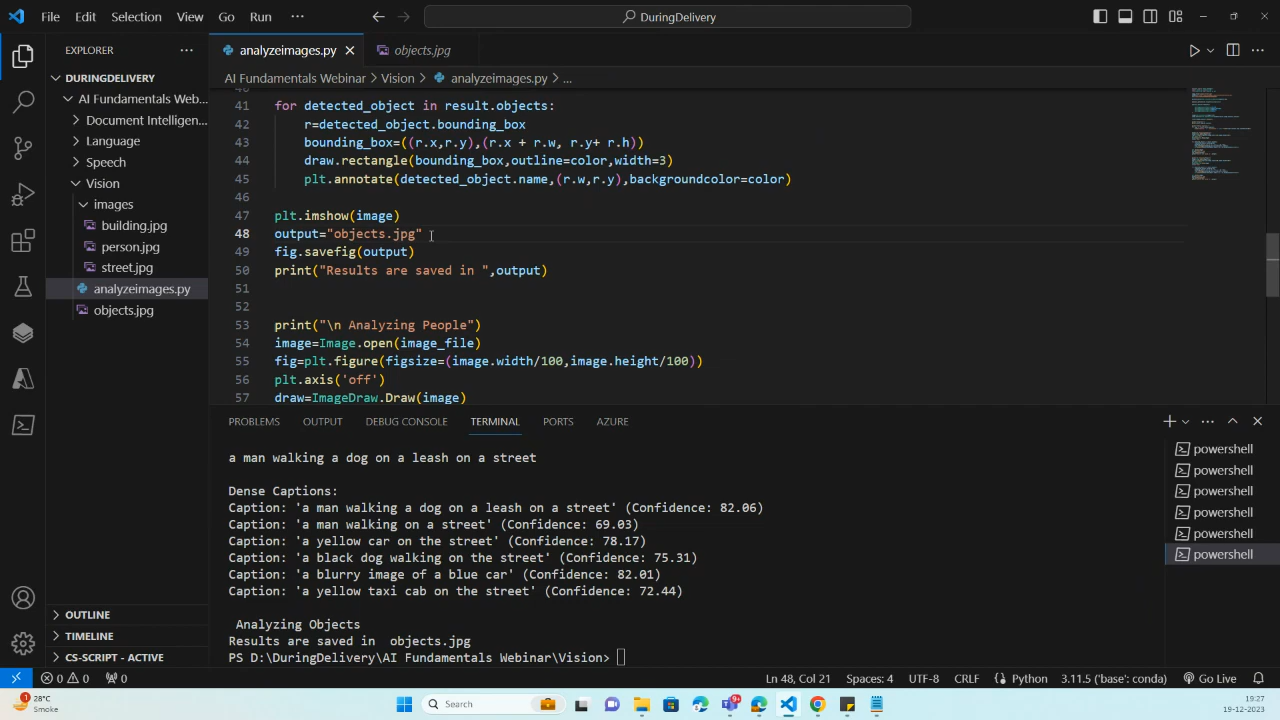 File Edit Selection View Go Run ··· DuringDelivery
EXPLORER
DURINGDELIVERY
AI Fundamentals Web...
Document Intelligen...
Language
Speech
Vision
images
building.jpg
person.jpg
street.jpg
analyzeimages.py
objects.jpg
OUTLINE
TIMELINE
CS-SCRIPT - ACTIVE
analyzeimages.py objects.jpg
AI Fundamentals Webinar > Vision > analyzeimages.py > ...
41 for detected_object in result.objects:
42     r=detected_object.bounding_box
43     bounding_box=((r.x,r.y),(r.x + r.w, r.y+ r.h))
44     draw.rectangle(bounding_box,outline=color,width=3)
45     plt.annotate(detected_object.name,(r.w,r.y),backgroundcolor=color)
46
47 plt.imshow(image)
48 output="objects.jpg"
49 fig.savefig(output)
50 print("Results are saved in ",output)
51
52
53 print("\n Analyzing People")
54 image=Image.open(image_file)
55 fig=plt.figure(figsize=(image.width/100,image.height/100))
56 plt.axis('off')
57 draw=ImageDraw.Draw(image)
PROBLEMS OUTPUT DEBUG CONSOLE TERMINAL PORTS AZURE
a man walking a dog on a leash on a street
Dense Captions:
Caption: 'a man walking a dog on a leash on a street' (Confidence: 82.06)
Caption: 'a man walking on a street' (Confidence: 69.03)
Caption: 'a yellow car on the street' (Confidence: 78.17)
Caption: 'a black dog walking on the street' (Confidence: 75.31)
Caption: 'a blurry image of a blue car' (Confidence: 82.01)
Caption: 'a yellow taxi cab on the street' (Confidence: 72.44)
 Analyzing Objects
Results are saved in  objects.jpg
PS D:\DuringDelivery\AI Fundamentals Webinar\Vision>
powershell
powershell
powershell
powershell
powershell
powershell
0 0 0 Ln 48, Col 21 Spaces: 4 UTF-8 CRLF Python 3.11.5 ('base': conda) Go Live
28°C
Smoke
Search
19:27
19-12-2023